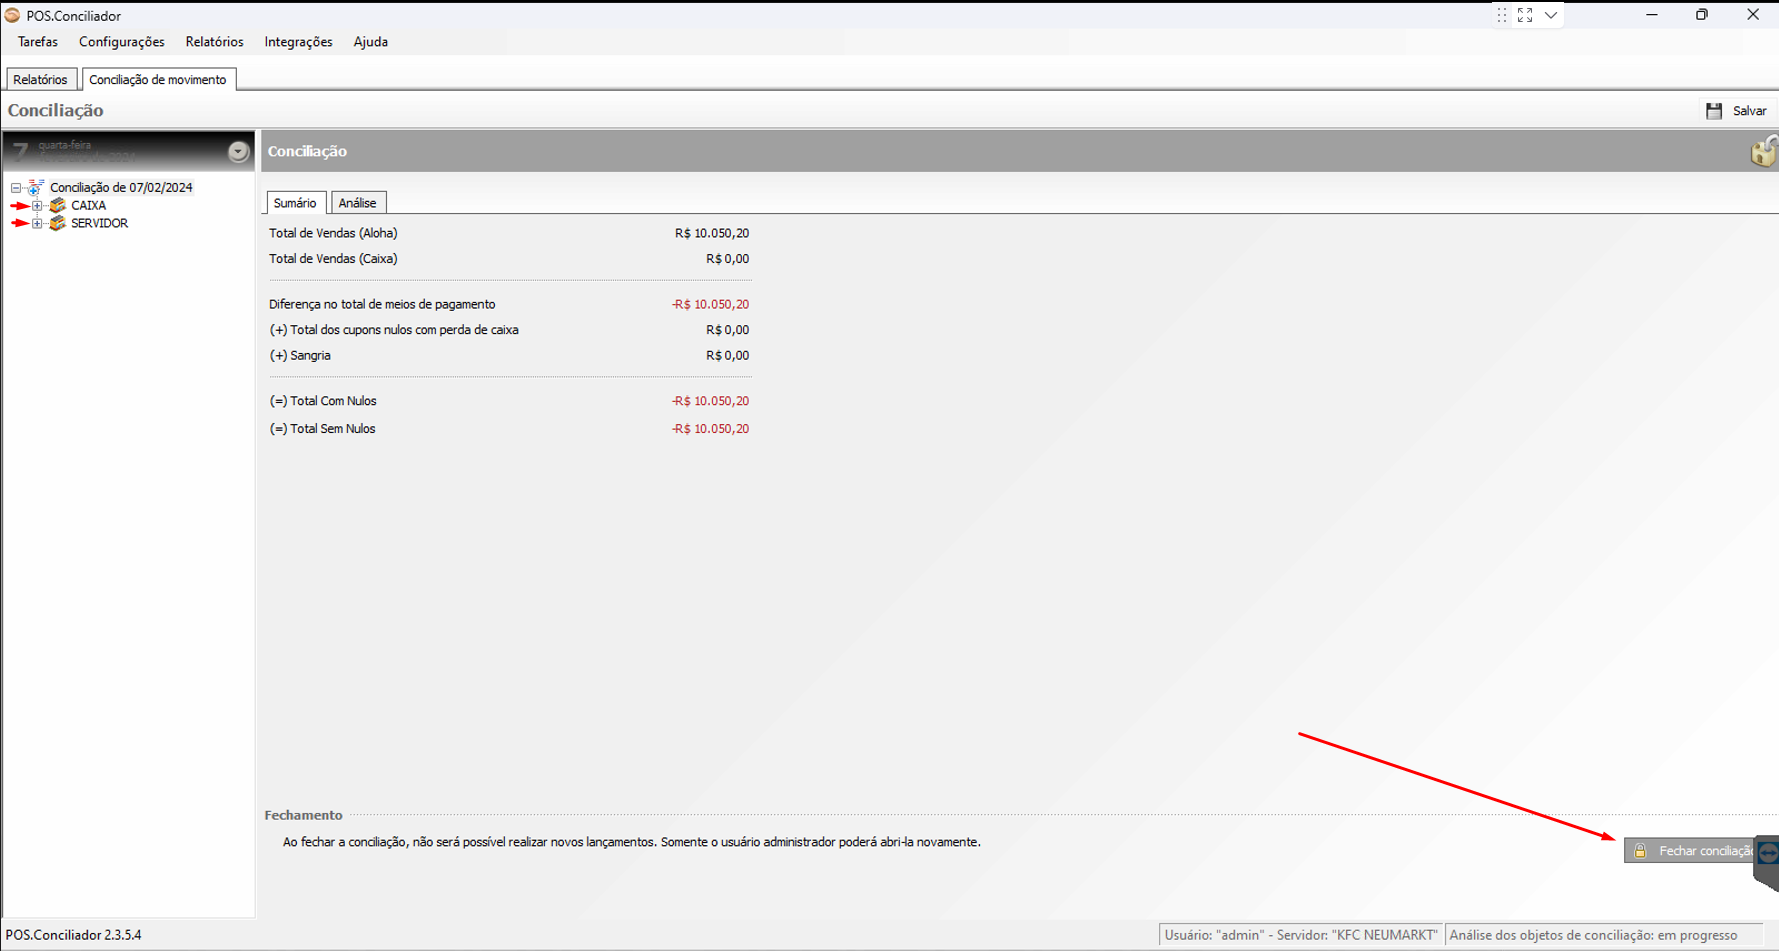 POS.Conciliador
Tarefas Configurações Relatórios Integrações Ajuda
Relatórios Conciliação de movimento
Conciliação Salvar
7 quarta-feira
fevereiro de 2024
Conciliação
Conciliação de 07/02/2024
CAIXA
SERVIDOR
Sumário Análise
Total de Vendas (Aloha) R$ 10.050,20
Total de Vendas (Caixa) R$ 0,00
Diferença no total de meios de pagamento -R$ 10.050,20
(+) Total dos cupons nulos com perda de caixa R$ 0,00
(+) Sangria R$ 0,00
(=) Total Com Nulos -R$ 10.050,20
(=) Total Sem Nulos -R$ 10.050,20
Fechamento
Ao fechar a conciliação, não será possível realizar novos lançamentos. Somente o usuário administrador poderá abri-la novamente.
Fechar conciliação
POS.Conciliador 2.3.5.4 Usuário: "admin" - Servidor: "KFC NEUMARKT" Análise dos objetos de conciliação: em progresso